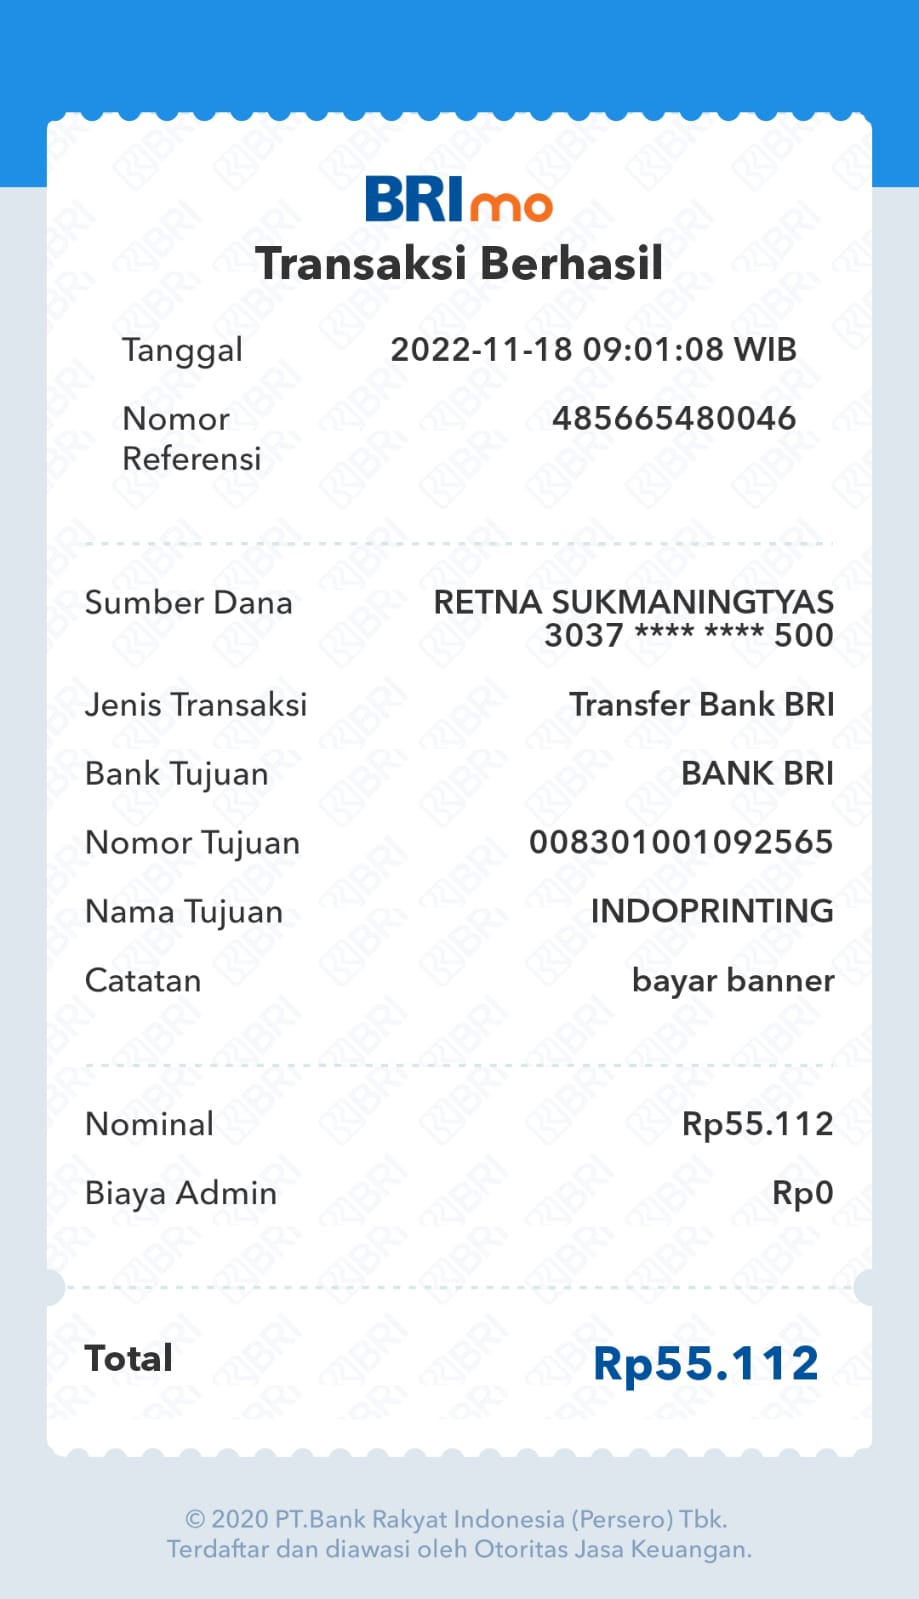 BRImo
Transaksi Berhasil
Tanggal 2022-11-18 09:01:08 WIB
Nomor 485665480046
Referensi
Sumber Dana RETNA SUKMANINGTYAS
3037 **** **** 500
Jenis Transaksi Transfer Bank BRI
Bank Tujuan BANK BRI
Nomor Tujuan 008301001092565
Nama Tujuan INDOPRINTING
Catatan bayar banner
Nominal Rp55.112
Biaya Admin Rp0
Total Rp55.112
© 2020 PT.Bank Rakyat Indonesia (Persero) Tbk.
Terdaftar dan diawasi oleh Otoritas Jasa Keuangan.